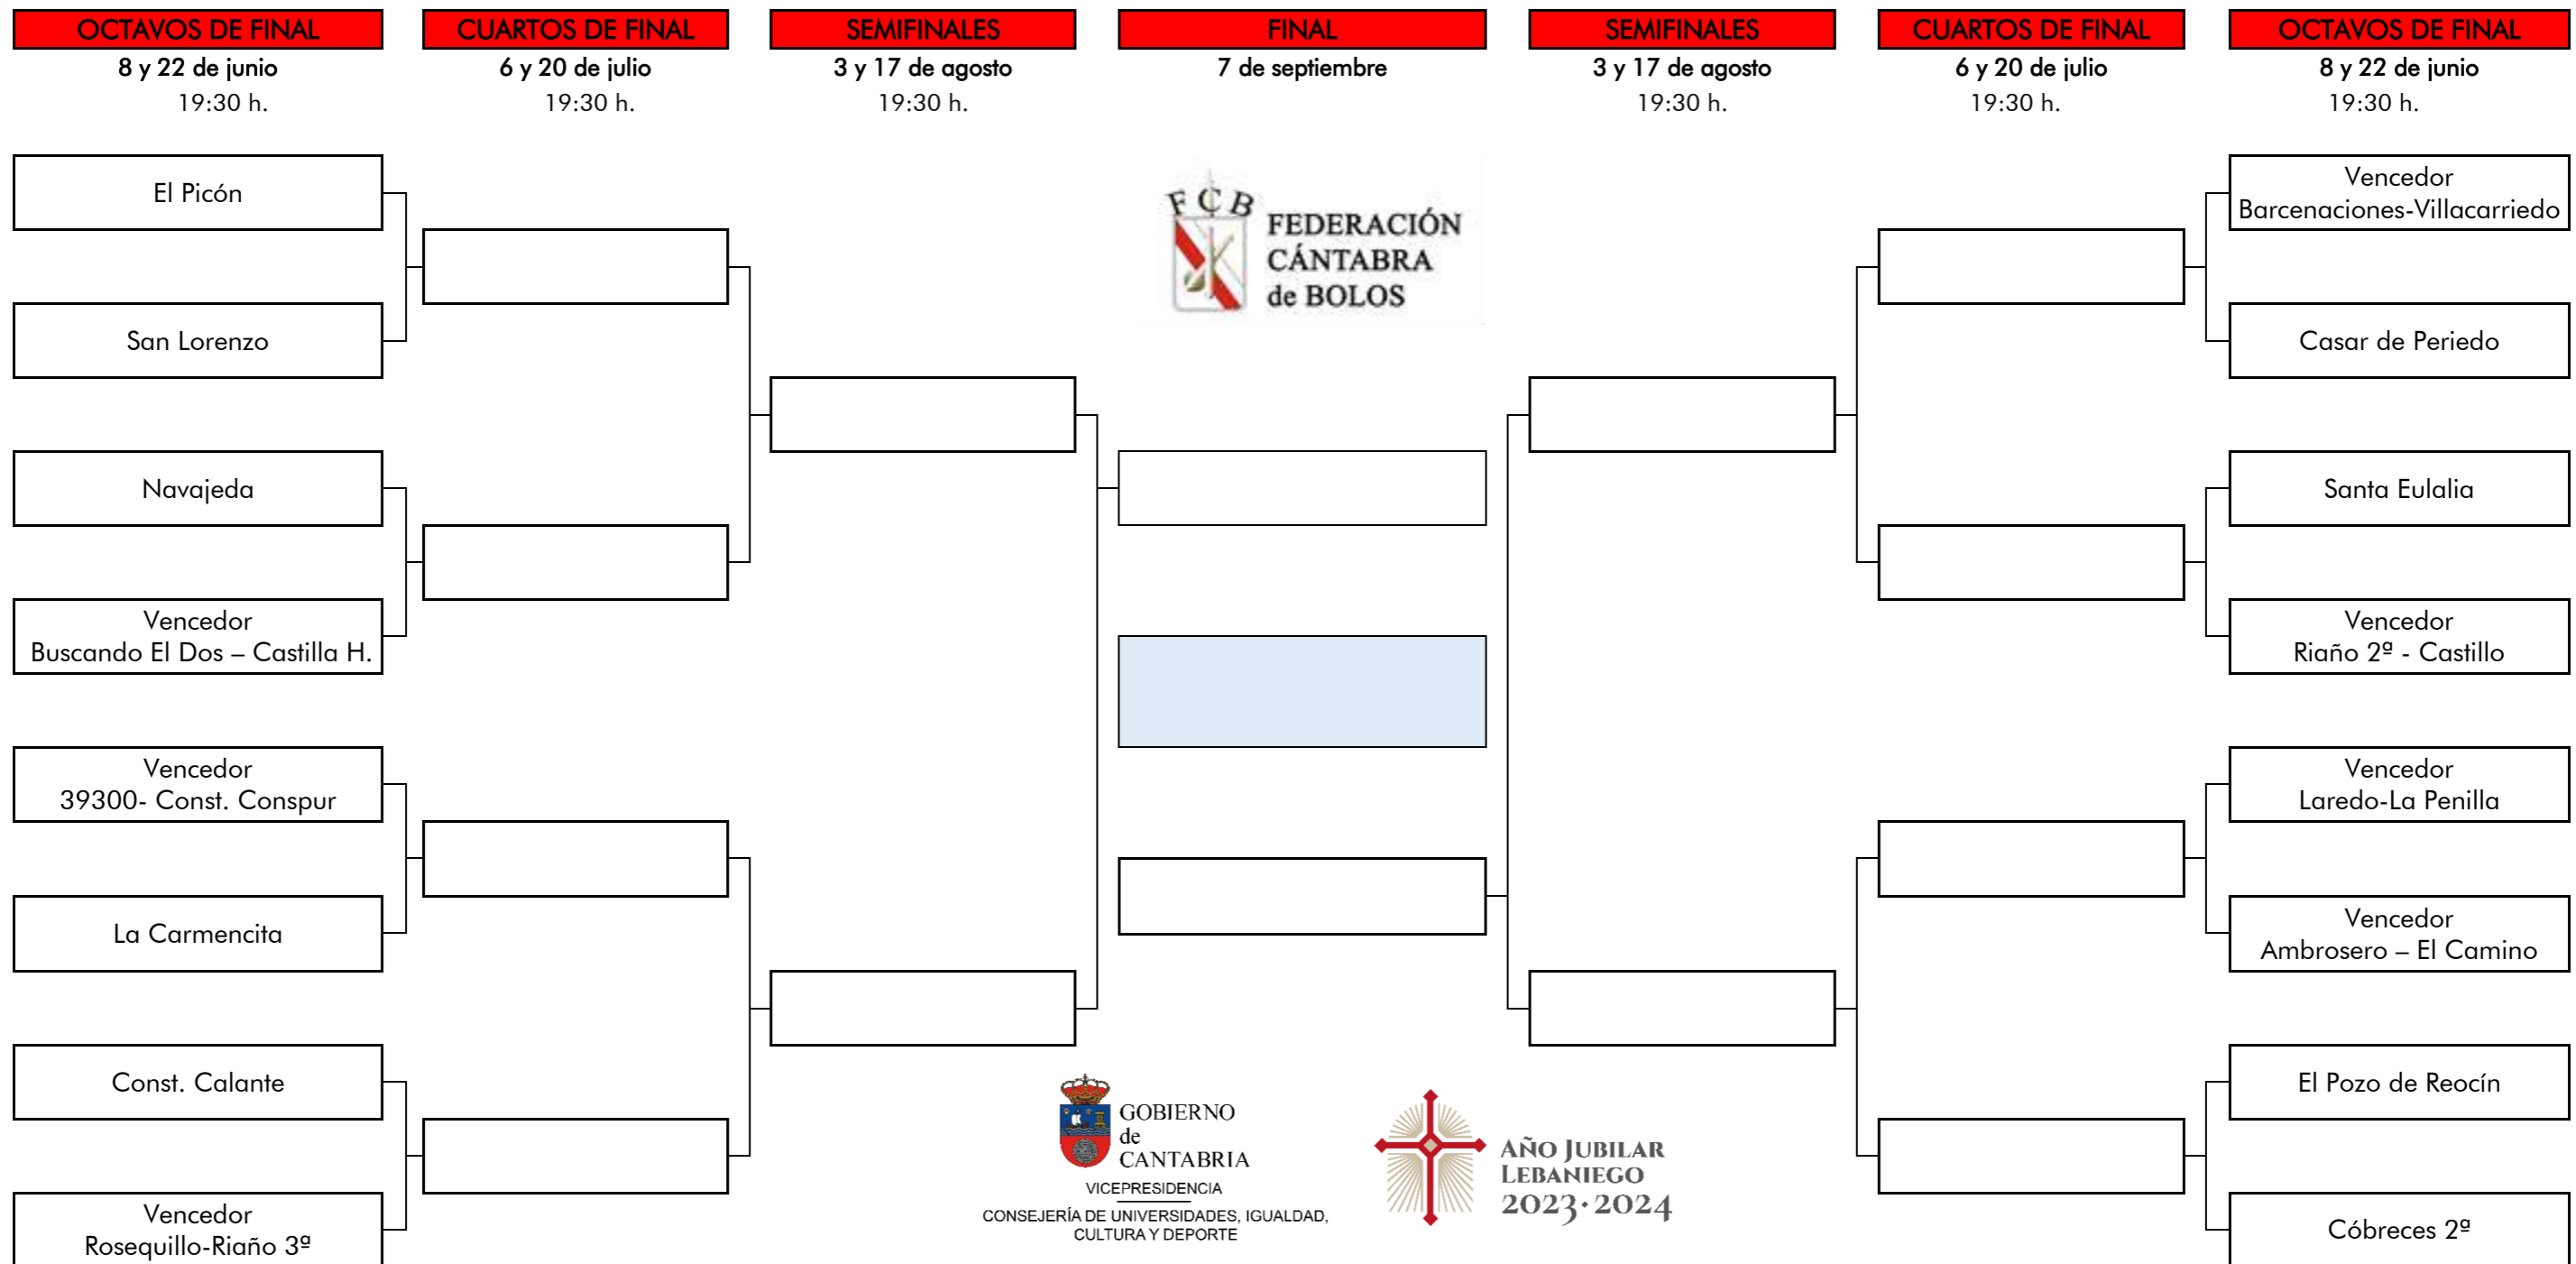 OCTAVOS DE FINAL
8 y 22 de junio
19:30 h.
CUARTOS DE FINAL
6 y 20 de julio
19:30 h.
SEMIFINALES
3 y 17 de agosto
19:30 h.
FINAL
7 de septiembre
SEMIFINALES
3 y 17 de agosto
19:30 h.
CUARTOS DE FINAL
6 y 20 de julio
19:30 h.
OCTAVOS DE FINAL
8 y 22 de junio
19:30 h.
El Picón
San Lorenzo
Navajeda
Vencedor
Buscando El Dos – Castilla H.
Vencedor
39300- Const. Conspur
La Carmencita
Const. Calante
Vencedor
Rosequillo-Riaño 3ª
FCB
FEDERACIÓN
CÁNTABRA
de BOLOS
GOBIERNO
de
CANTABRIA
VICEPRESIDENCIA
CONSEJERÍA DE UNIVERSIDADES, IGUALDAD,
CULTURA Y DEPORTE
AÑO JUBILAR
LEBANIEGO
2023·2024
Vencedor
Barcenaciones-Villacarriedo
Casar de Periedo
Santa Eulalia
Vencedor
Riaño 2ª - Castillo
Vencedor
Laredo-La Penilla
Vencedor
Ambrosero – El Camino
El Pozo de Reocín
Cóbreces 2ª